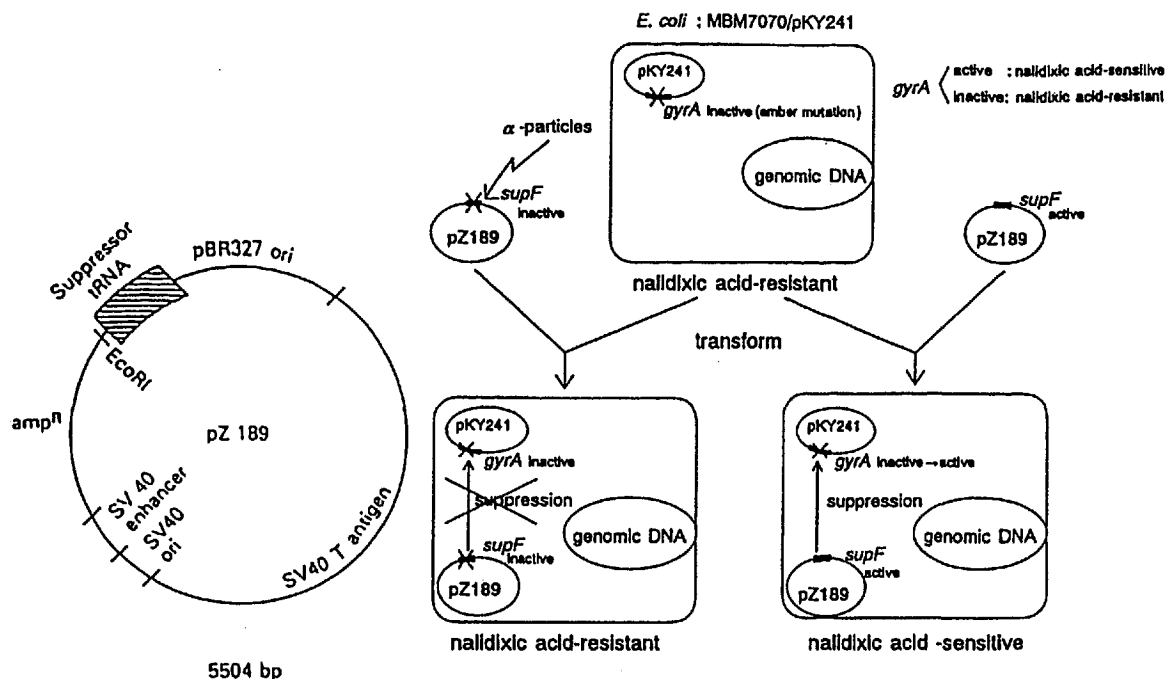 E. coli : MBM7070/pKY241
pKY241
gyrA inactive (amber mutation)
genomic DNA
nalidixic acid-resistant
gyrA
active : nalidixic acid-sensitive
inactive: nalidixic acid-resistant
α-particles
supF
inactive
pZ189
supF
active
pZ189
transform
Suppressor
tRNA
pBR327 ori
EcoRI
ampn
pZ 189
SV 40
enhancer
SV40
ori
SV40 T antigen
5504 bp
pKY241
gyrA inactive
suppression
genomic DNA
supF
inactive
pZ189
nalidixic acid-resistant
pKY241
gyrA inactive→active
suppression
genomic DNA
supF
active
pZ189
nalidixic acid -sensitive